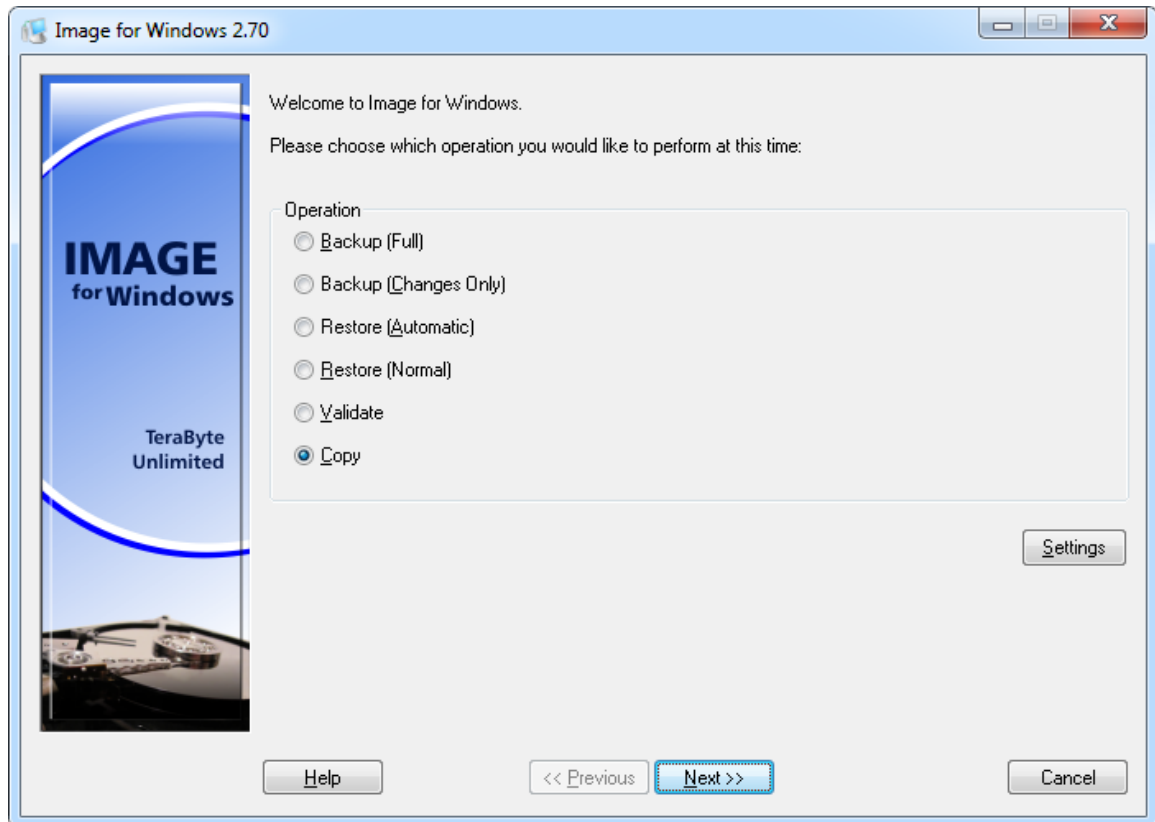 Image for Windows 2.70
IMAGE
for Windows
TeraByte
Unlimited
Welcome to Image for Windows.
Please choose which operation you would like to perform at this time:
Operation
Backup (Full)
Backup (Changes Only)
Restore (Automatic)
Restore (Normal)
Validate
Copy
Settings
Help
<< Previous
Next >>
Cancel